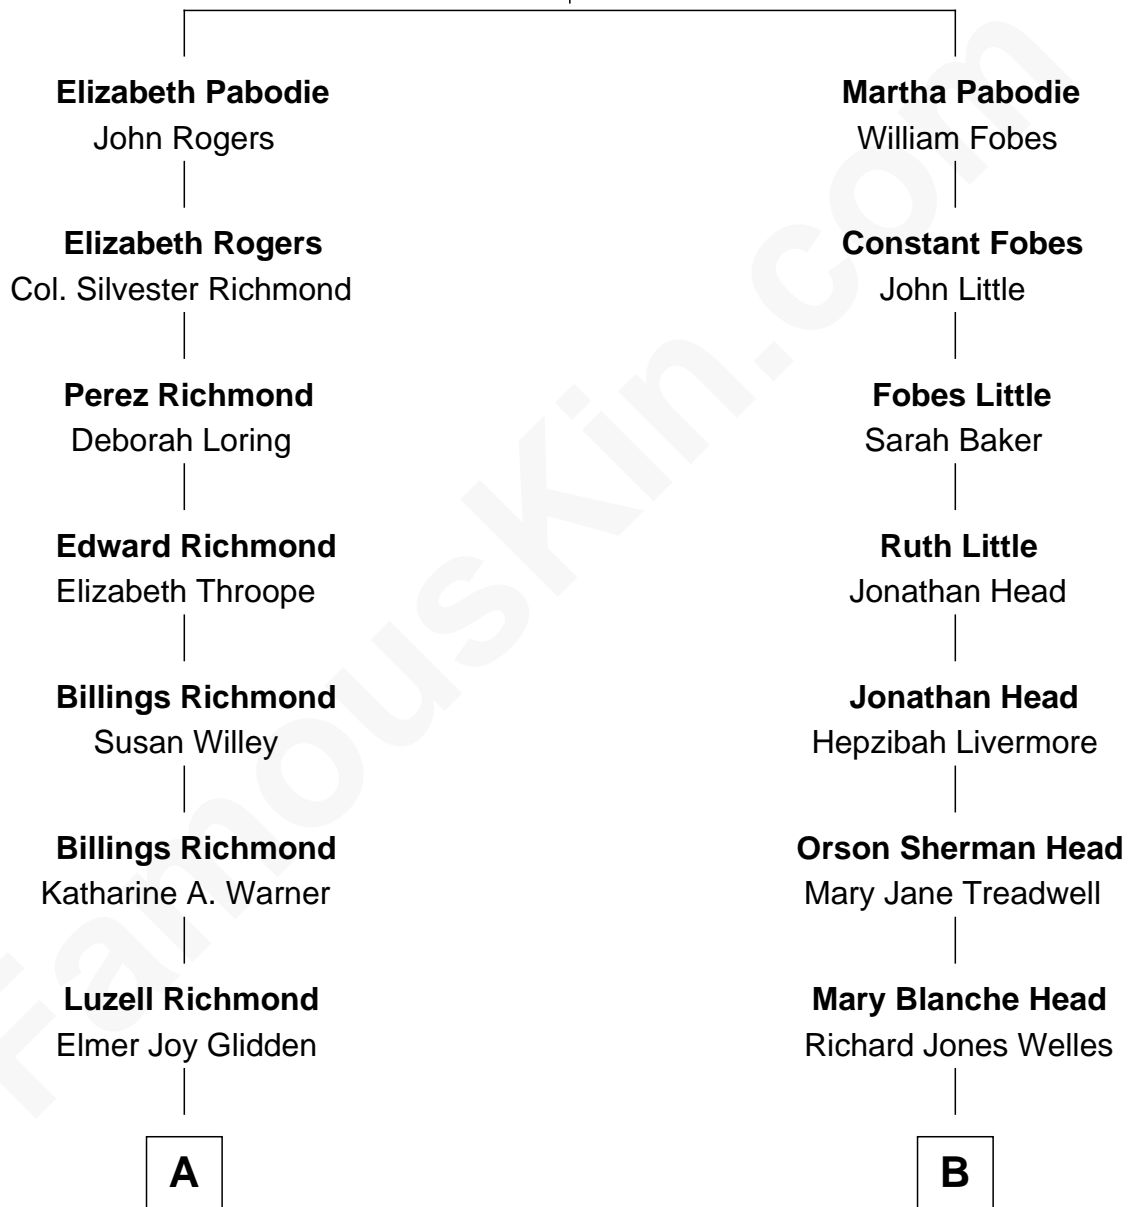 Elizabeth Pabodie
John Rogers
Elizabeth Rogers
Col. Silvester Richmond
Perez Richmond
Deborah Loring
Edward Richmond
Elizabeth Throope
Billings Richmond
Susan Willey
Billings Richmond
Katharine A. Warner
Luzell Richmond
Elmer Joy Glidden
A
Martha Pabodie
William Fobes
Constant Fobes
John Little
Fobes Little
Sarah Baker
Ruth Little
Jonathan Head
Jonathan Head
Hepzibah Livermore
Orson Sherman Head
Mary Jane Treadwell
Mary Blanche Head
Richard Jones Welles
B
FamousKin.com